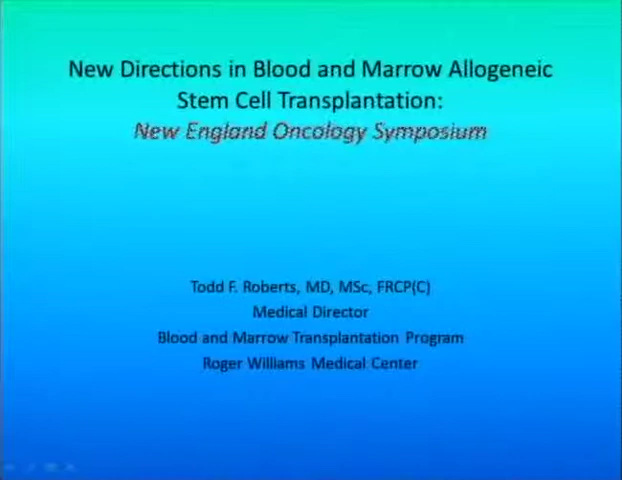 New Directions in Blood and Marrow Allogeneic
Stem Cell Transplantation:
New England Oncology Symposium
Todd F. Roberts, MD, MSc, FRCP(C)
Medical Director
Blood and Marrow Transplantation Program
Roger Williams Medical Center